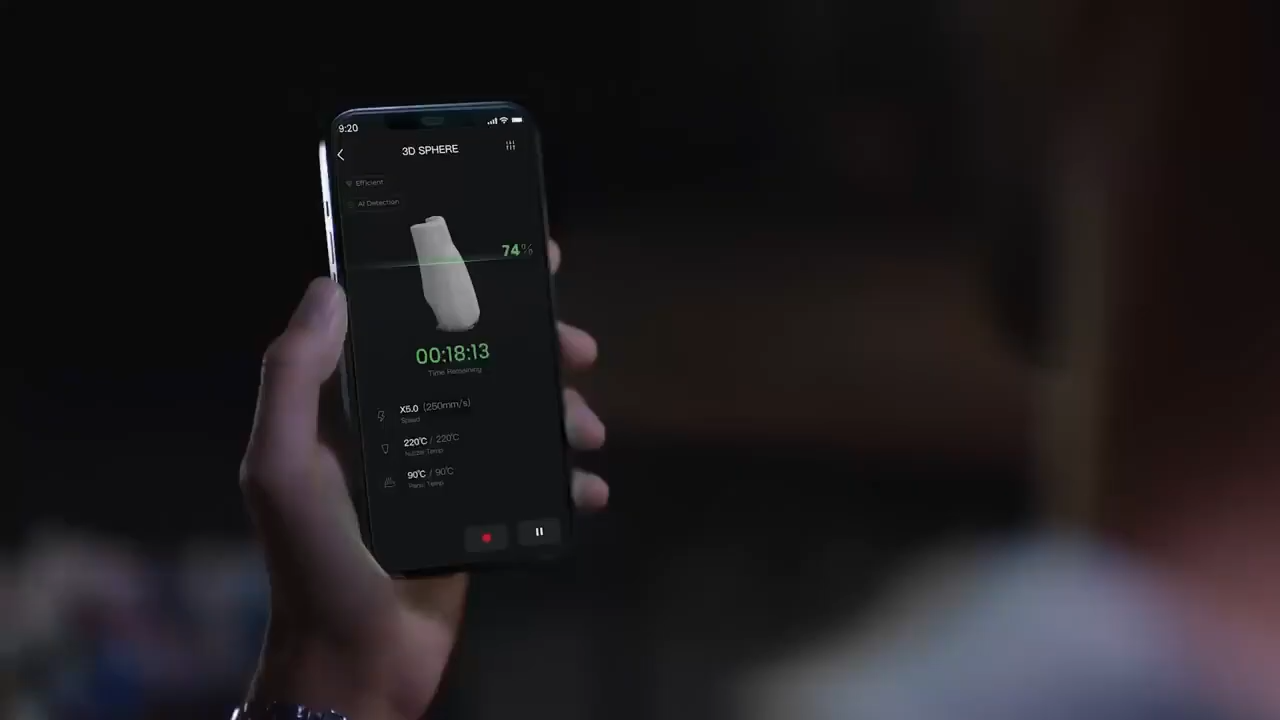 9:20
3D SPHERE
Efficient
AI Detection
74%
00:18:13
Time Remaining
X5.0 (250mm/s)
Speed
220℃ / 220℃
Nozzle Temp
90℃ / 90℃
Temp